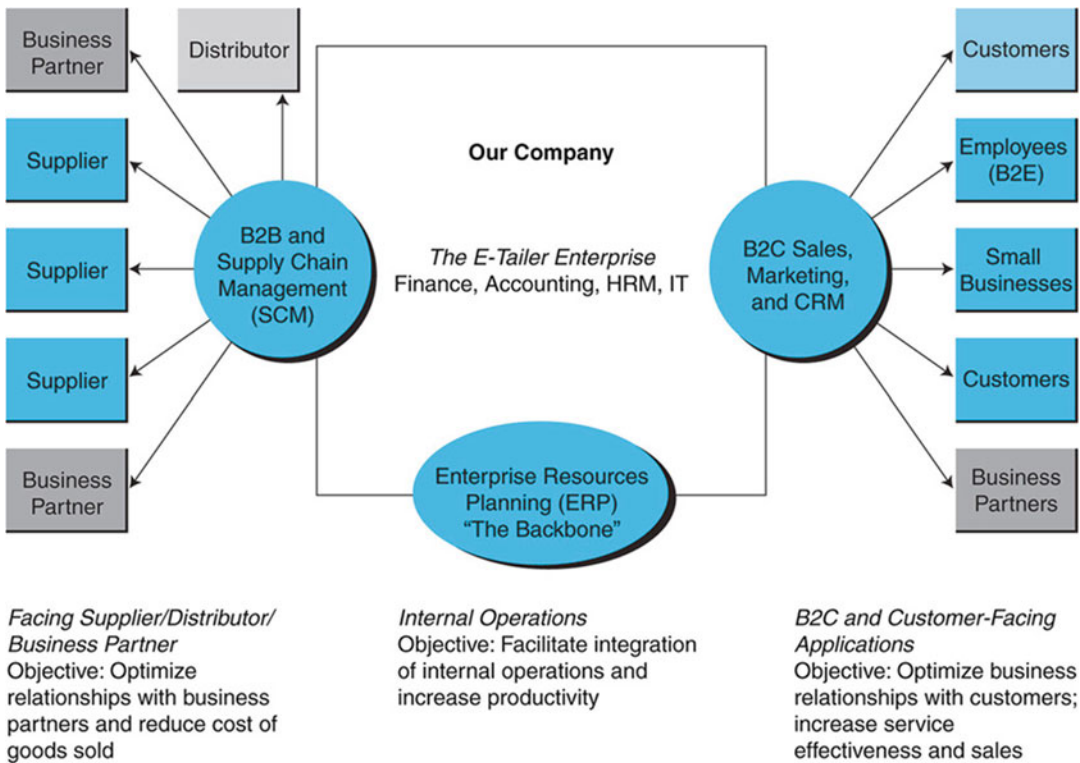 Business
Partner
Distributor
Customers
Supplier
Our Company
Employees
(B2E)
B2B and
Supply Chain
Management
(SCM)
Supplier
The E-Tailer Enterprise
Finance, Accounting, HRM, IT
B2C Sales,
Marketing,
and CRM
Small
Businesses
Supplier
Customers
Business
Partner
Enterprise Resources
Planning (ERP)
“The Backbone”
Business
Partners
Facing Supplier/Distributor/
Business Partner
Objective: Optimize
relationships with business
partners and reduce cost of
goods sold
Internal Operations
Objective: Facilitate integration
of internal operations and
increase productivity
B2C and Customer-Facing
Applications
Objective: Optimize business
relationships with customers;
increase service
effectiveness and sales